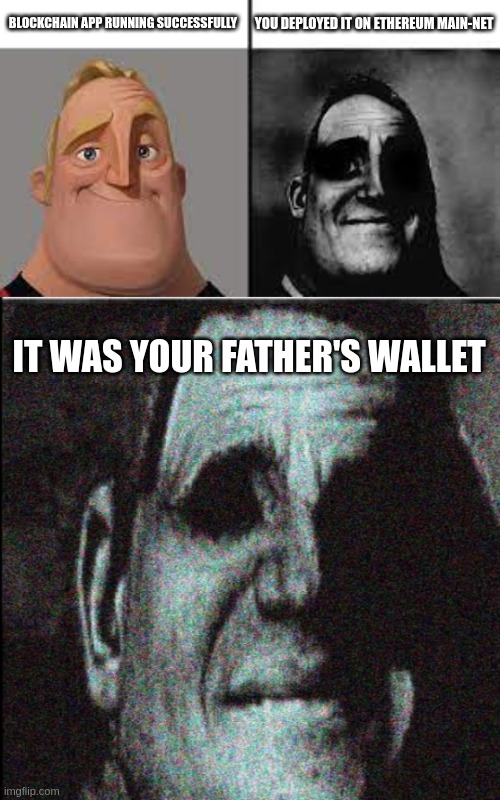 BLOCKCHAIN APP RUNNING SUCCESSFULLY
YOU DEPLOYED IT ON ETHEREUM MAIN-NET
IT WAS YOUR FATHER'S WALLET
imgflip.com